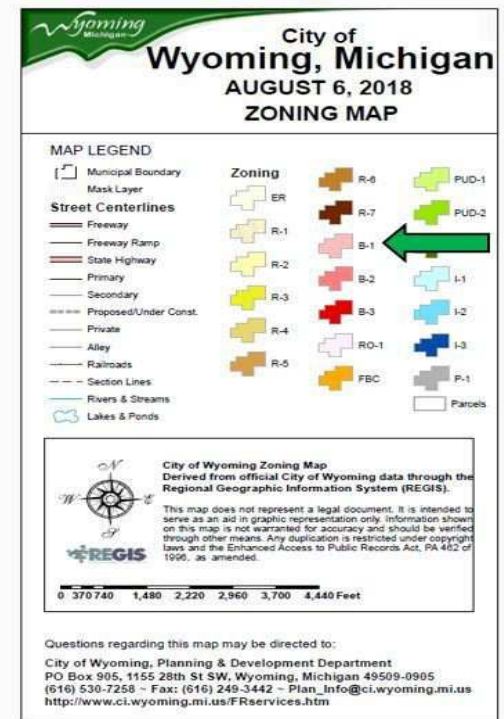 Wyoming
Michigan
City of
Wyoming, Michigan
AUGUST 6, 2018
ZONING MAP
MAP LEGEND
Municipal Boundary
Mask Layer
Street Centerlines
Freeway
Freeway Ramp
State Highway
Primary
Secondary
Proposed/Under Const.
Private
Alley
Railroads
Section Lines
Rivers & Streams
Lakes & Ponds
Zoning
ER
R-1
R-2
R-3
R-4
R-5
R-6
R-7
B-1
B-2
B-3
RO-1
FBC
PUD-1
PUD-2
I-1
I-2
I-3
P-1
Parcels
N
W
E
S
REGIS
City of Wyoming Zoning Map
Derived from official City of Wyoming data through the
Regional Geographic Information System (REGIS).
This map does not represent a legal document. It is intended to
serve as an aid in graphic representation only. Information shown
on this map is not warranted for accuracy and should be verified
through other means. Any duplication is restricted under copyright
laws and the Enhanced Access to Public Records Act, PA 462 of
1996, as amended.
0 370 740 1,480 2,220 2,960 3,700 4,440 Feet
Questions regarding this map may be directed to:
City of Wyoming, Planning & Development Department
PO Box 905, 1155 28th St SW, Wyoming, Michigan 49509-0905
(616) 530-7258 ~ Fax: (616) 249-3442 ~ Plan_Info@ci.wyoming.mi.us
http://www.ci.wyoming.mi.us/FRservices.htm